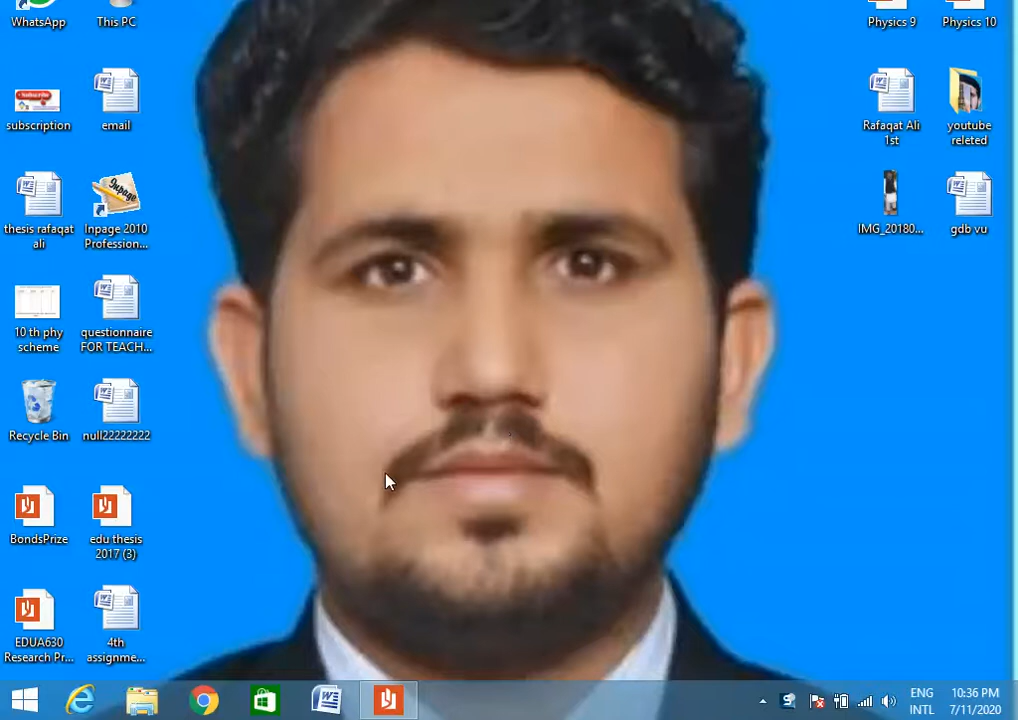 WhatsApp
This PC
Physics 9
Physics 10
subscription
email
Rafaqat Ali
1st
youtube
releted
thesis rafaqat
ali
Inpage 2010
Profession...
IMG_20180...
gdb vu
10 th phy
scheme
questionnaire
FOR TEACH...
Recycle Bin
null22222222
BondsPrize
edu thesis
2017 (3)
EDUA630
Research Pr...
4th
assignme...
ENG
INTL
10:36 PM
7/11/2020